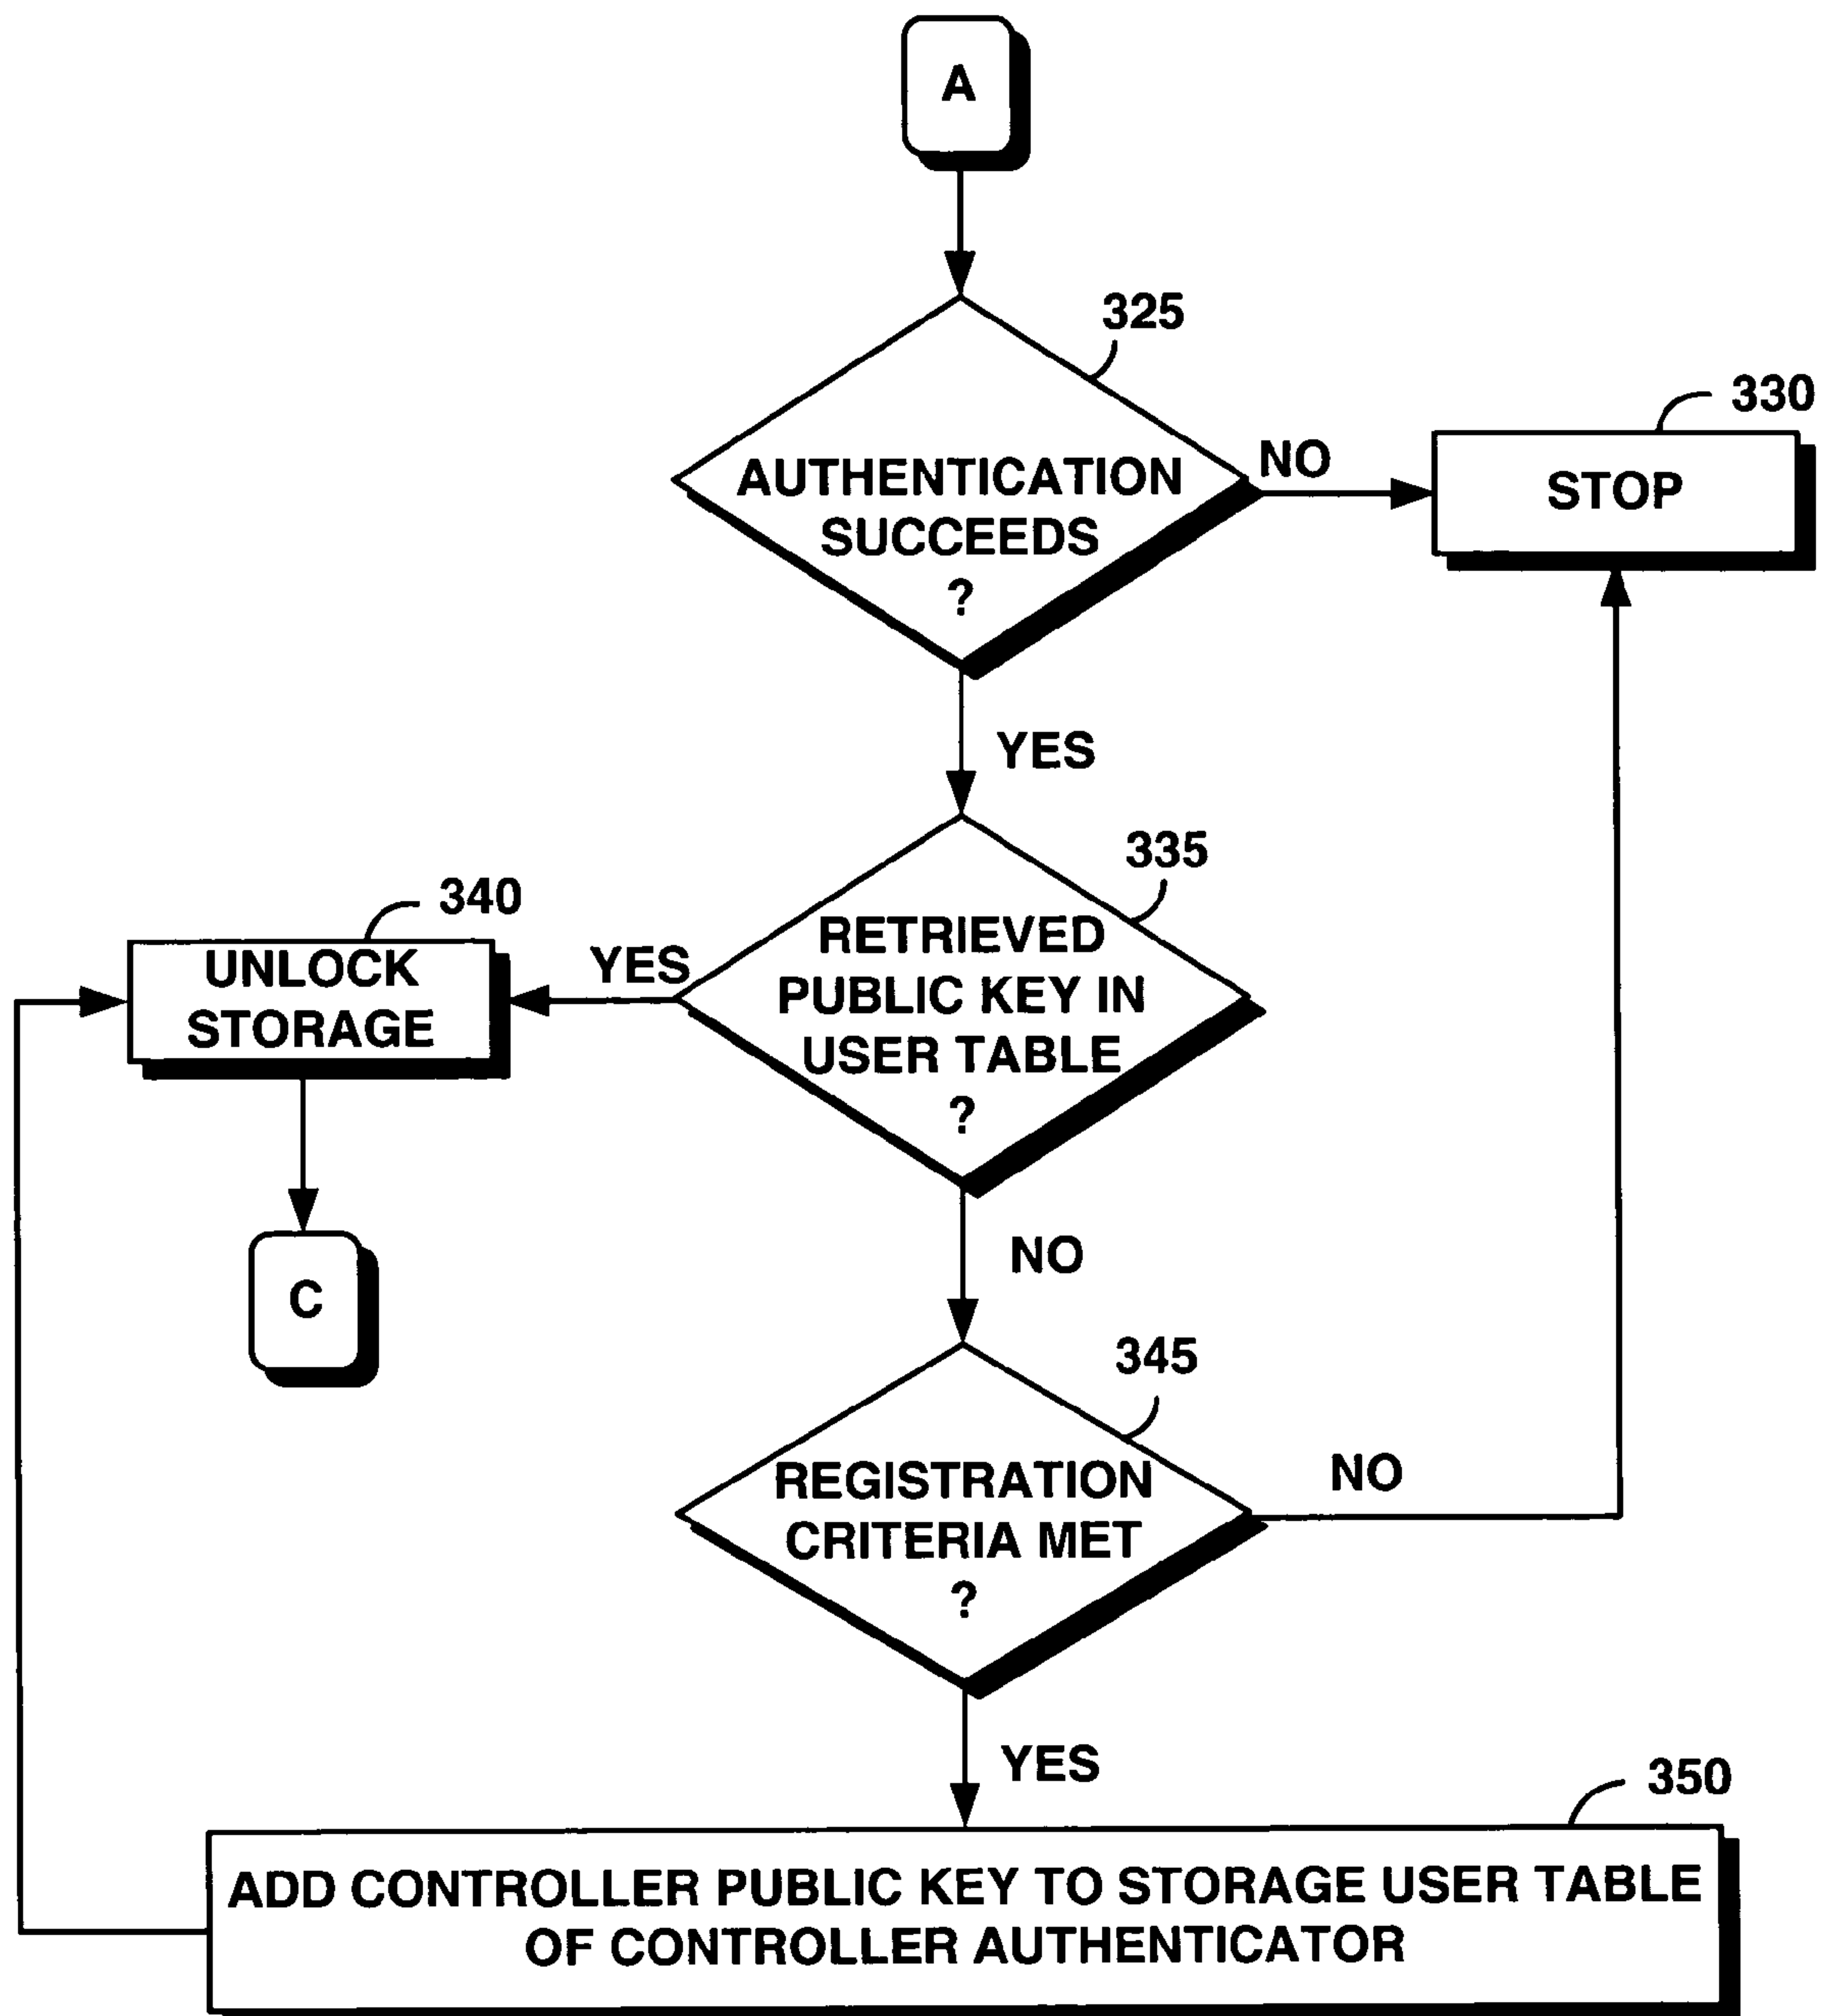 A
325
330
AUTHENTICATION
SUCCEEDS
?
NO
STOP
YES
335
340
RETRIEVED
PUBLIC KEY IN
USER TABLE
?
YES
UNLOCK
STORAGE
C
NO
345
REGISTRATION
CRITERIA MET
?
NO
YES
350
ADD CONTROLLER PUBLIC KEY TO STORAGE USER TABLE
OF CONTROLLER AUTHENTICATOR